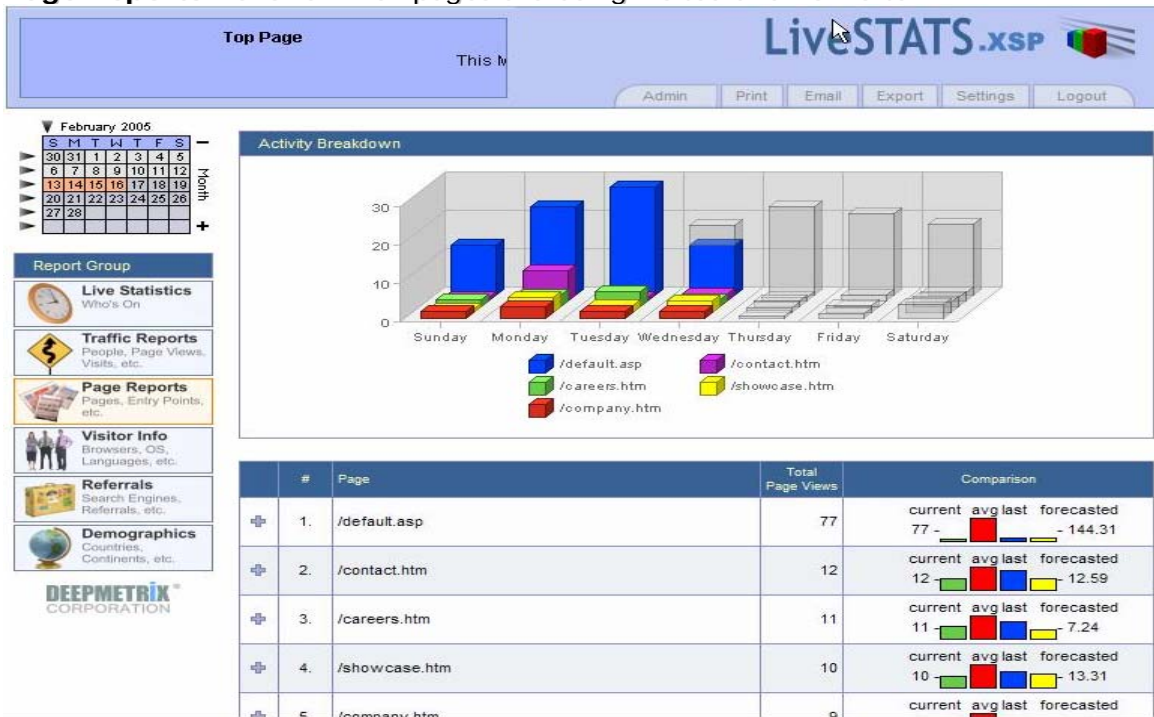 Top Page
This
LiveSTATS.XSP
Admin Print Email Export Settings Logout
February 2005
S M T W T F S
30 31 1 2 3 4 5
6 7 8 9 10 11 12
13 14 15 16 17 18 19
20 21 22 23 24 25 26
27 28
Month
Report Group
Live Statistics
Who's On
Traffic Reports
People, Page Views,
Visits, etc.
Page Reports
Pages, Entry Points,
etc.
Visitor Info
Browsers, OS,
Languages, etc.
Referrals
Search Engines,
Referrals, etc.
Demographics
Countries,
Continents, etc.
DEEPMETRIX®
CORPORATION
Activity Breakdown
30
20
10
0
Sunday Monday Tuesday Wednesday Thursday Friday Saturday
/default.asp /contact.htm
/careers.htm /showcase.htm
/company.htm
# Page Total Page Views Comparison
1. /default.asp 77 current avg last forecasted
77 - - 144.31
2. /contact.htm 12 current avg last forecasted
12 - - 12.59
3. /careers.htm 11 current avg last forecasted
11 - - 7.24
4. /showcase.htm 10 current avg last forecasted
10 - - 13.31
5. /company.htm 9 current avg last forecasted